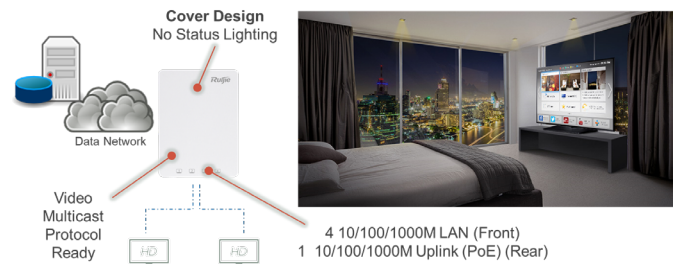 Cover Design
No Status Lighting
Ruijie
Data Network
Video
Multicast
Protocol
Ready
HD
HD
4 10/100/1000M LAN (Front)
1 10/100/1000M Uplink (PoE) (Rear)